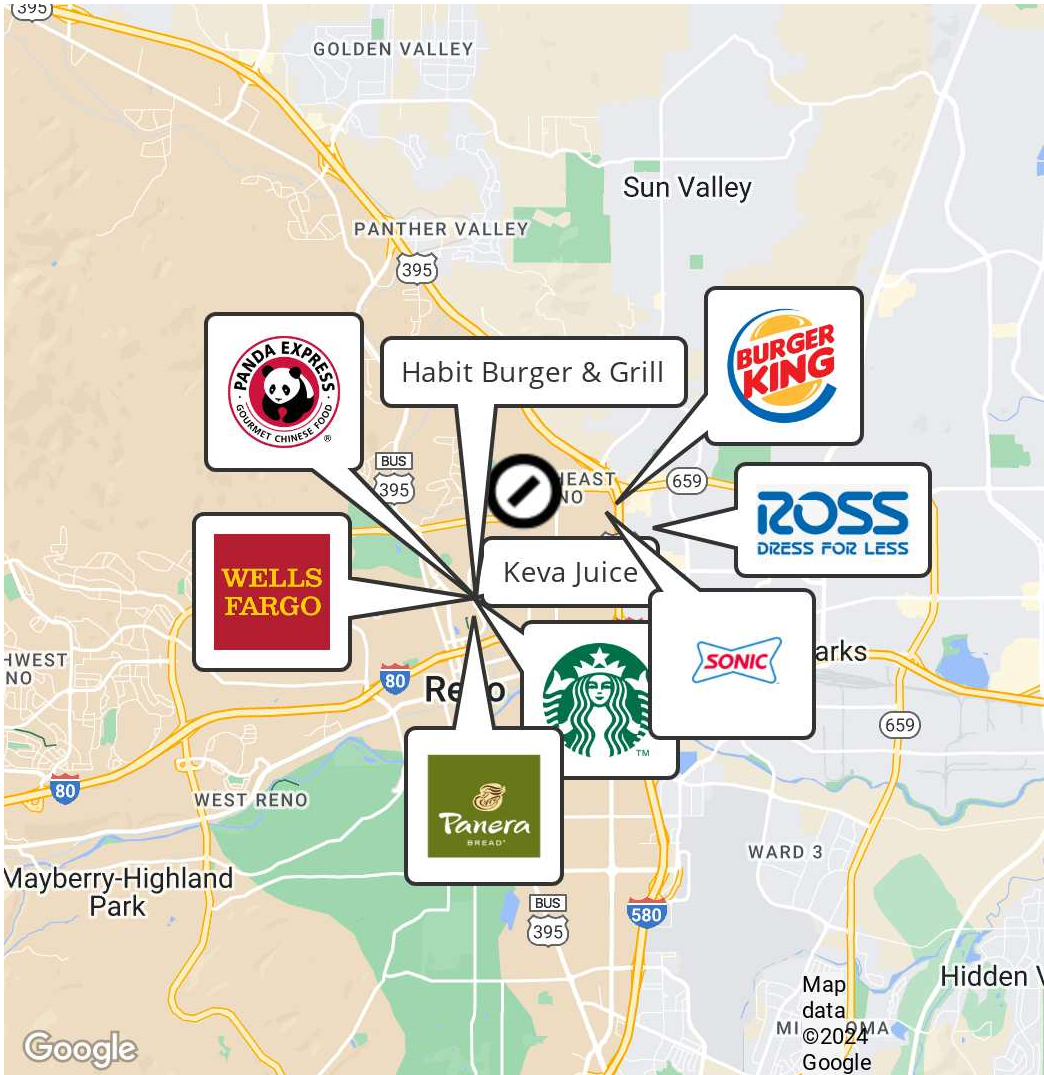 395
GOLDEN VALLEY
Sun Valley
PANTHER VALLEY
395
PANDA EXPRESS
GOURMET CHINESE FOOD
®
Habit Burger & Grill
BURGER
KING
BUS
395
659
ROSS
DRESS FOR LESS
WELLS
FARGO
Keva Juice
SONIC
80
TM
659
80
WEST RENO
Panera
BREAD®
WARD 3
Mayberry-Highland
Park
BUS
395
580
Hidden V
Map
data
©2024
Google
Google